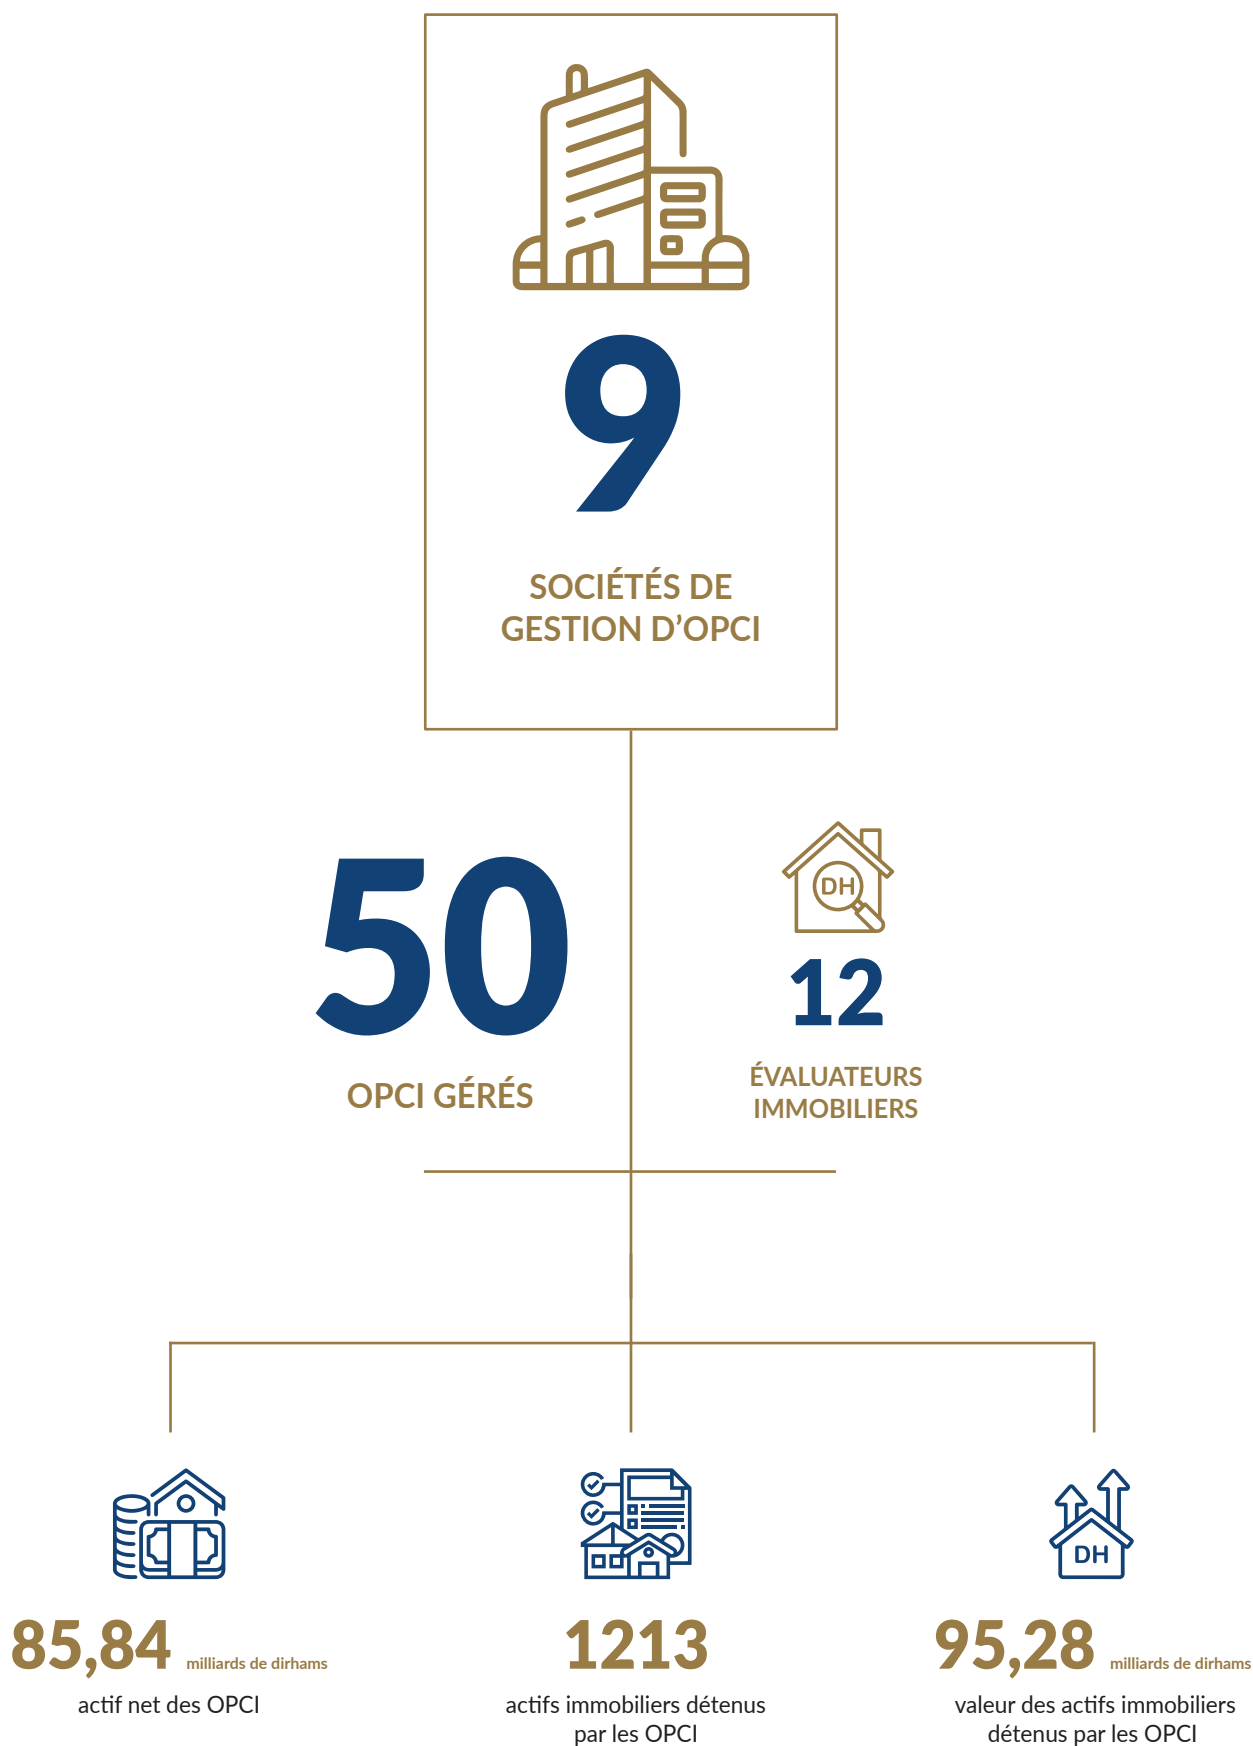 9
SOCIÉTÉS DE
GESTION D’OPCI
50
OPCI GÉRÉS
DH
12
ÉVALUATEURS
IMMOBILIERS
85,84 milliards de dirhams
actif net des OPCI
1213
actifs immobiliers détenus
par les OPCI
DH
95,28 milliards de dirhams
valeur des actifs immobiliers
détenus par les OPCI